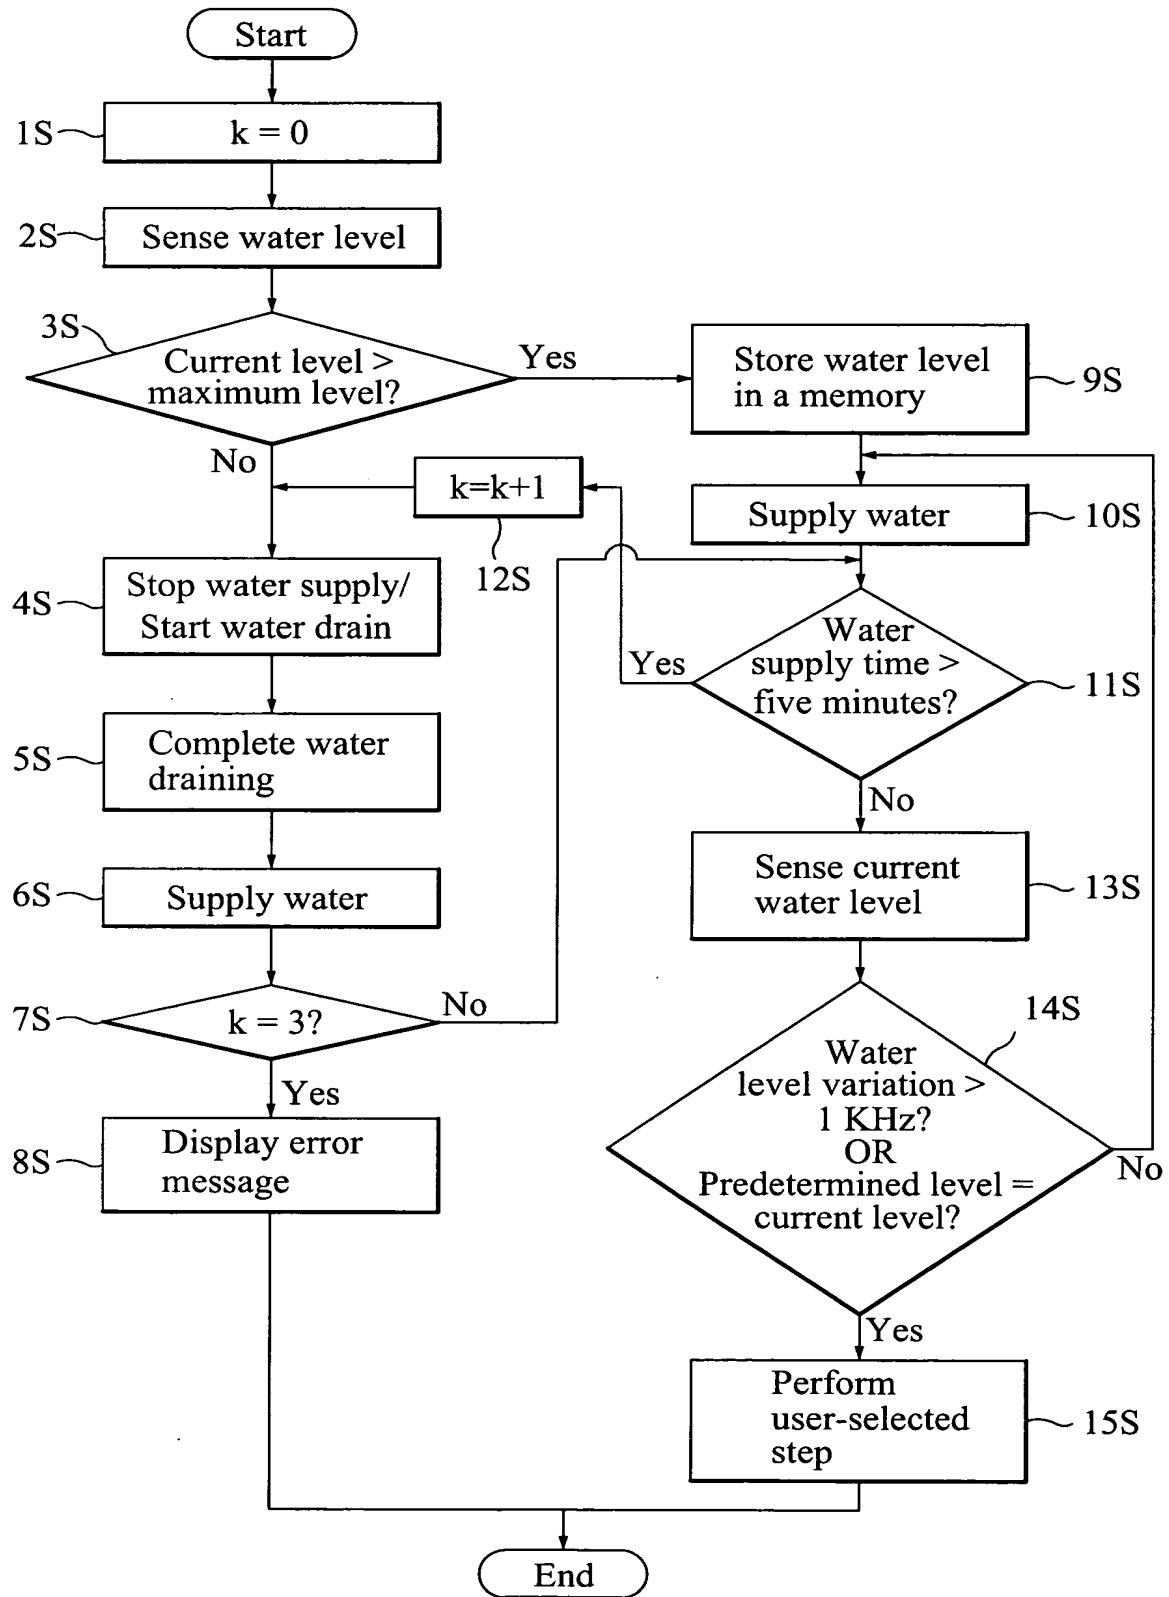 Start
1S
k = 0
2S
Sense water level
3S
Current level >
maximum level?
Yes
No
Store water level
in a memory
9S
k=k+1
12S
Supply water
10S
4S
Stop water supply/
Start water drain
Water
supply time >
five minutes?
Yes
11S
No
5S
Complete water
draining
Sense current
water level
13S
6S
Supply water
7S
k = 3?
No
Yes
14S
Water
level variation >
1 KHz?
OR
Predetermined level =
current level?
No
Yes
8S
Display error
message
Perform
user-selected
step
15S
End